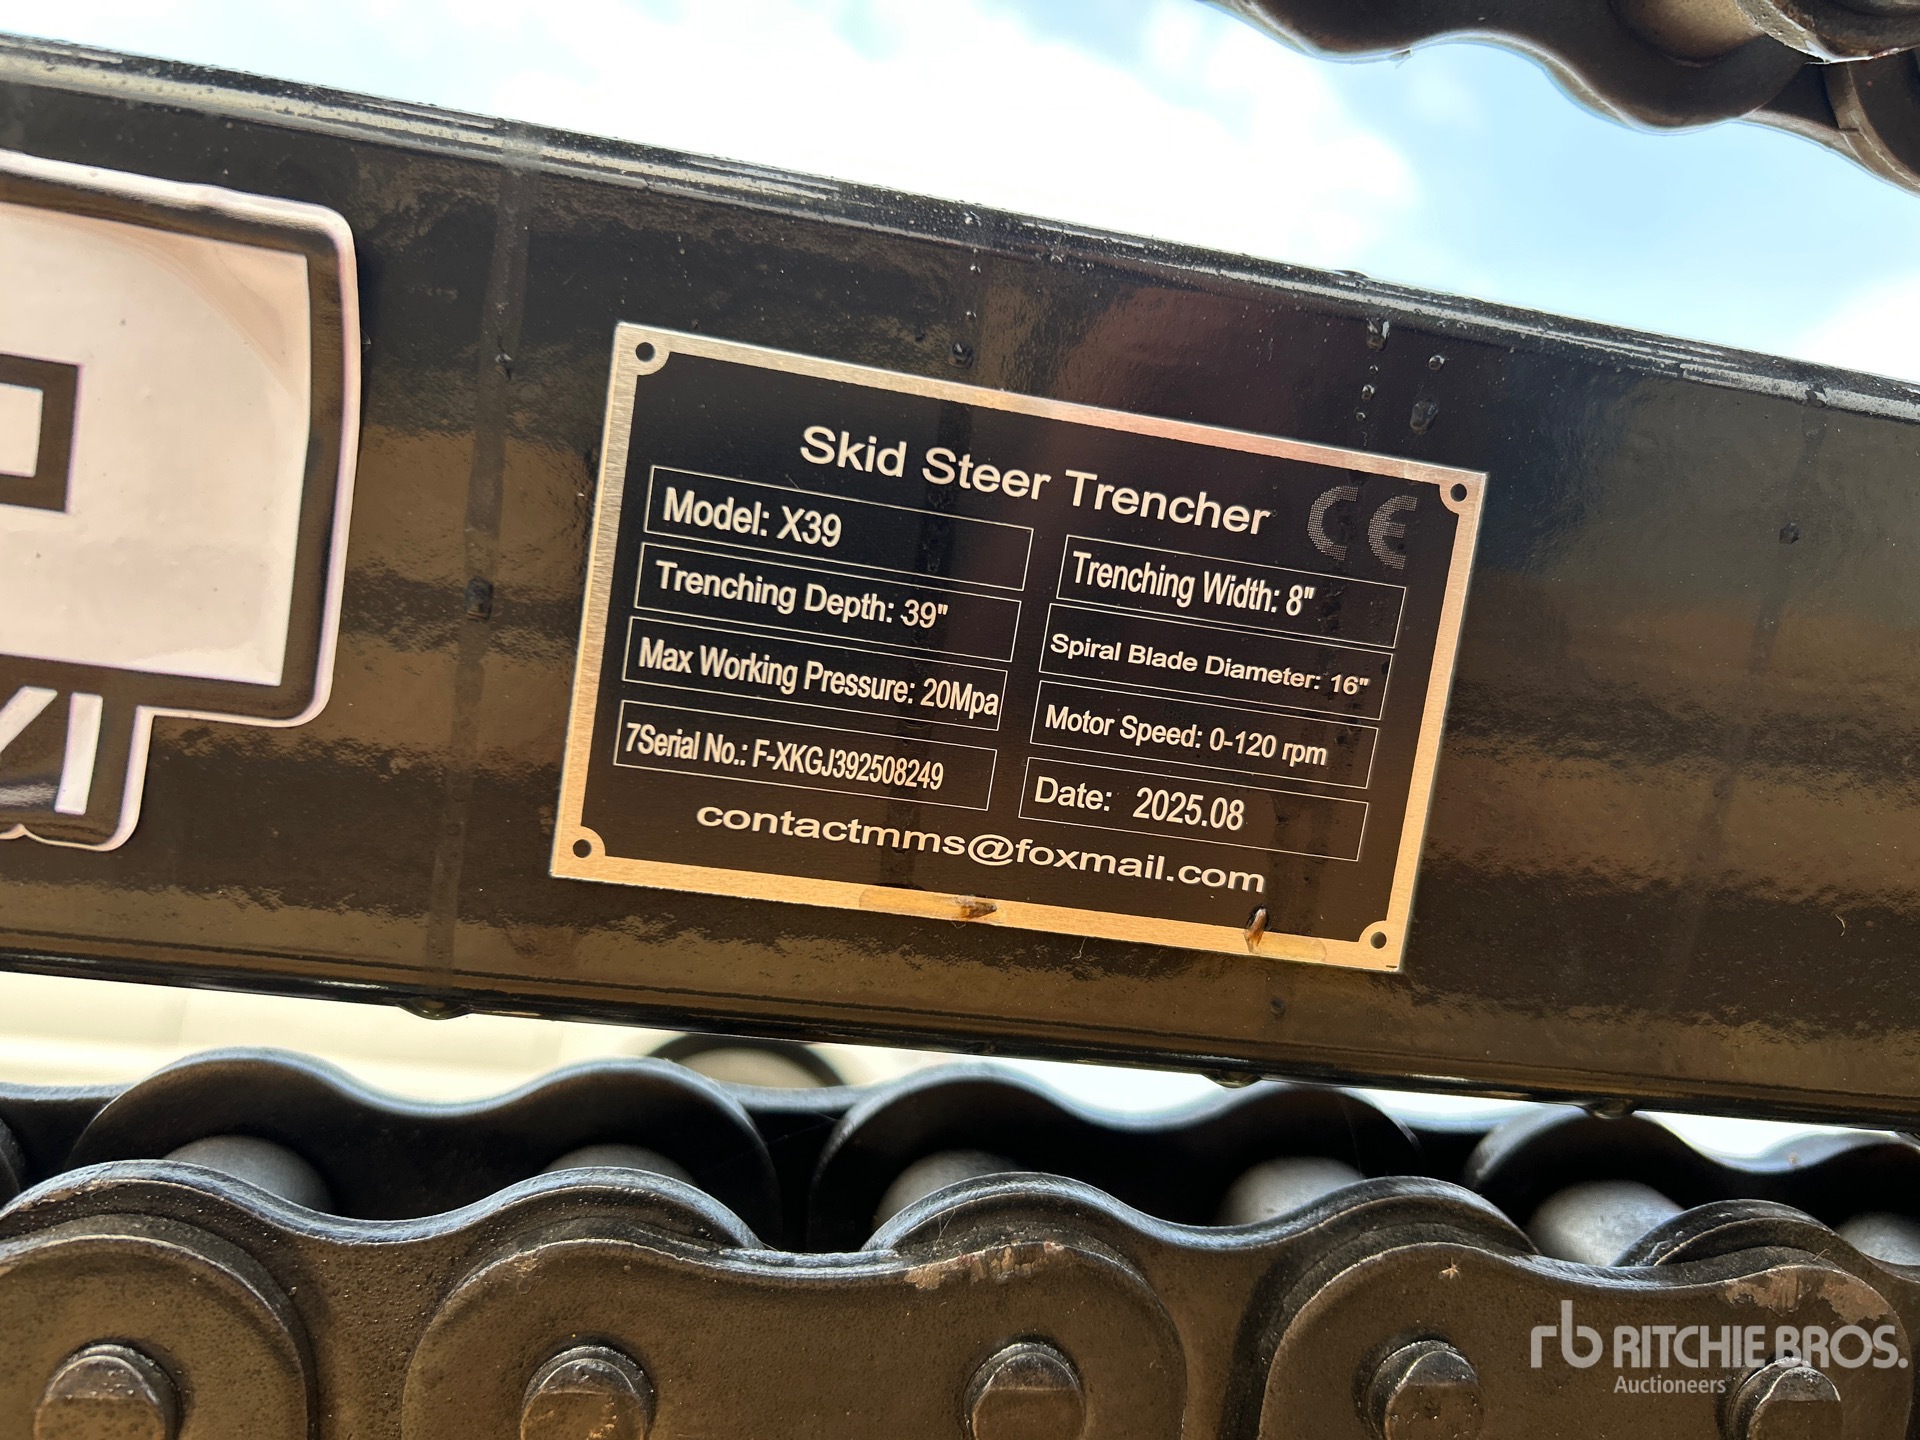 Skid Steer Trencher CE
Model: X39
Trenching Width: 8"
Trenching Depth: 39"
Spiral Blade Diameter: 16"
Max Working Pressure: 20Mpa
Motor Speed: 0-120 rpm
7Serial No.: F-XKGJ392508249
Date: 2025.08
contactmms@foxmail.com
rb RITCHIE BROS.
Auctioneers